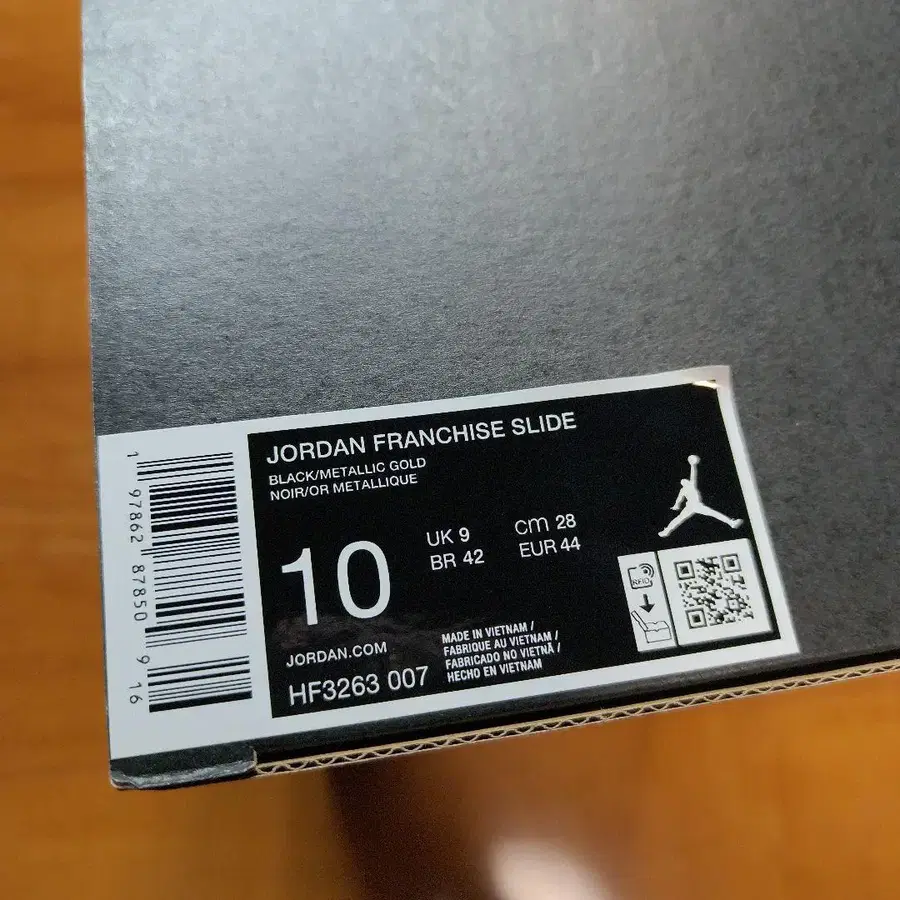 JORDAN FRANCHISE SLIDE
BLACK/METALLIC GOLD
NOIR/OR METALLIQUE
10
UK 9
BR 42
cm 28
EUR 44
JORDAN.COM
HF3263 007
MADE IN VIETNAM /
FABRIQUE AU VIETNAM /
FABRICADO NO VIETNÃ /
HECHO EN VIETNAM
RFID
1 97862 87850 9 16